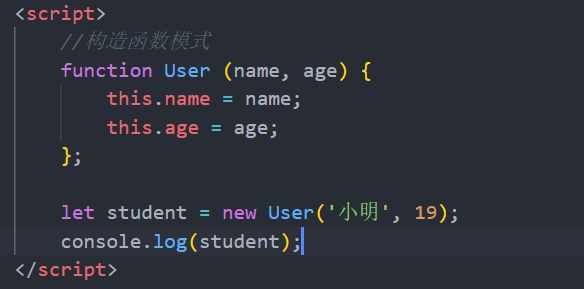 <script>
//构造函数模式
function User (name, age) {
this.name = name;
this.age = age;
};
let student = new User('小明', 19);
console.log(student);
</script>